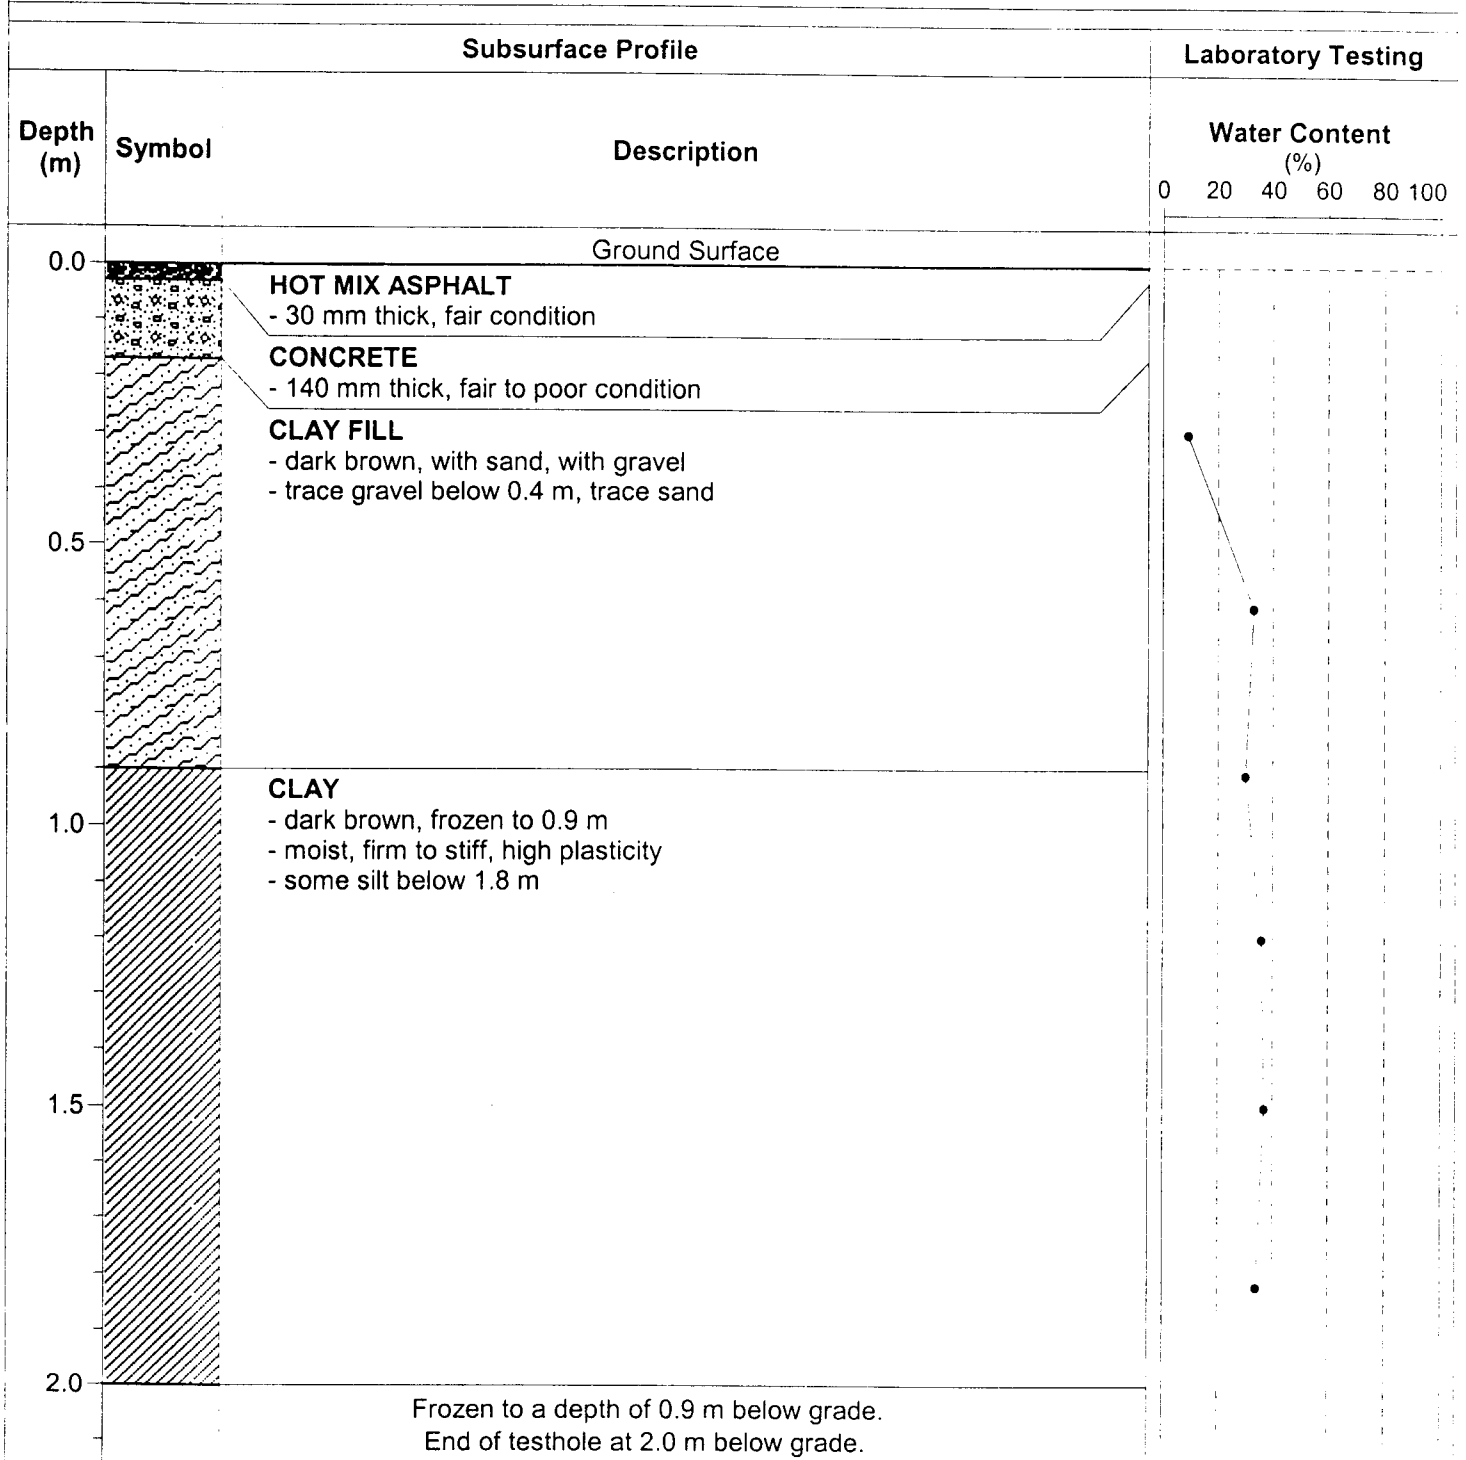 Subsurface Profile
Laboratory Testing
Depth
(m)
Symbol
Description
Water Content
(%)
0 20 40 60 80 100
Ground Surface
0.0
HOT MIX ASPHALT
- 30 mm thick, fair condition
CONCRETE
- 140 mm thick, fair to poor condition
CLAY FILL
- dark brown, with sand, with gravel
- trace gravel below 0.4 m, trace sand
0.5
CLAY
- dark brown, frozen to 0.9 m
1.0
- moist, firm to stiff, high plasticity
- some silt below 1.8 m
1.5
2.0
Frozen to a depth of 0.9 m below grade.
End of testhole at 2.0 m below grade.